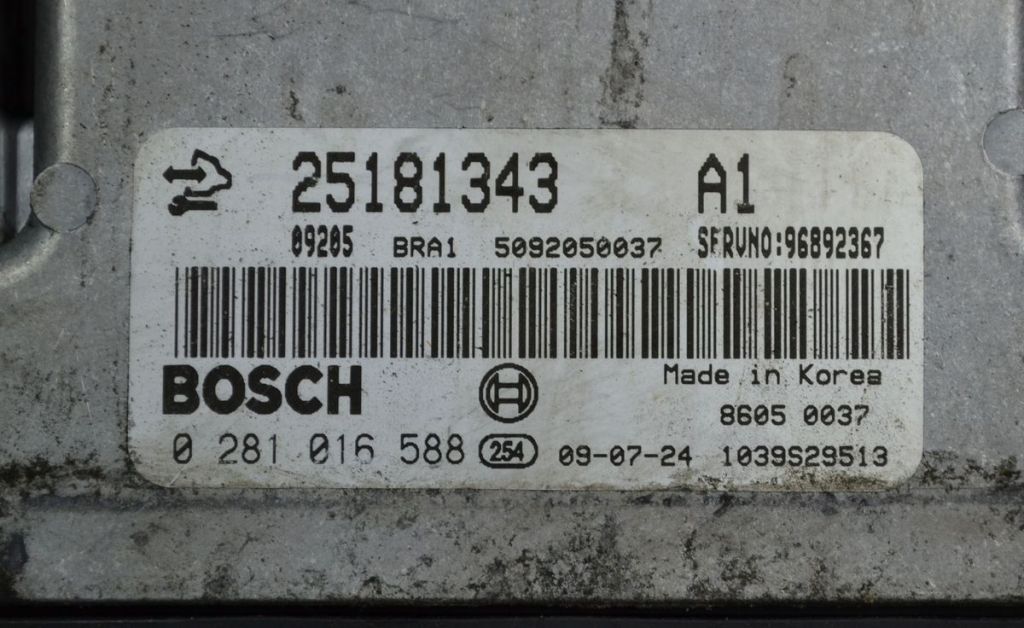 25181343 A1
09205 BRA1 5092050037 SERVNO:96892367
BOSCH
Made in Korea
8605 0037
0 281 016 588 254 09-07-24 1039S29513